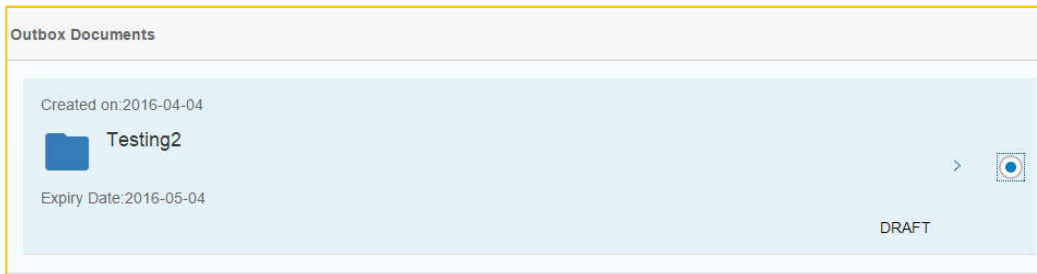 Outbox Documents
Created on:2016-04-04
Testing2
Expiry Date:2016-05-04
DRAFT